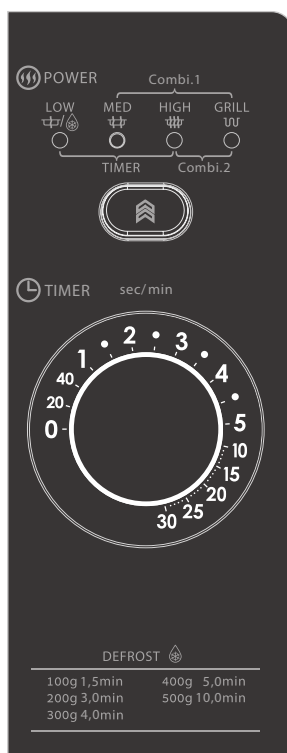 POWER
Combi.1
LOW MED HIGH GRILL
/
TIMER Combi.2
TIMER sec/min
0 20 40 1 2 3 4 5 10 15 20 25 30
DEFROST
100g 1,5min 400g 5,0min
200g 3,0min 500g 10,0min
300g 4,0min